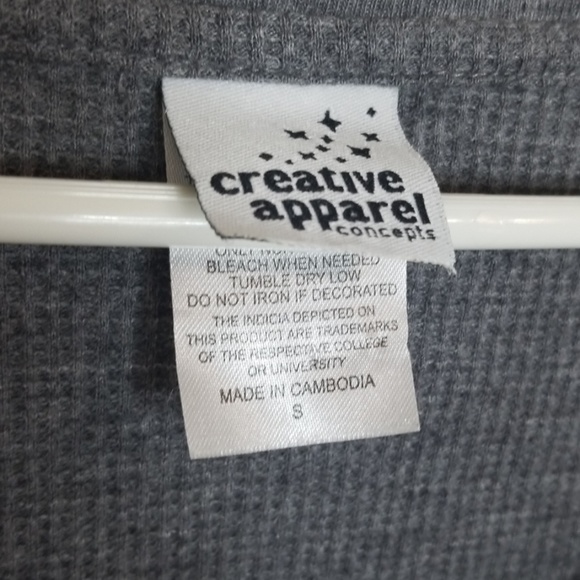 creative
apparel
concepts
ONLY
BLEACH WHEN NEEDED
TUMBLE DRY LOW
DO NOT IRON IF DECORATED
THE INDICIA DEPICTED ON
THIS PRODUCT ARE TRADEMARKS
OF THE RESPECTIVE COLLEGE
OR UNIVERSITY
MADE IN CAMBODIA
S